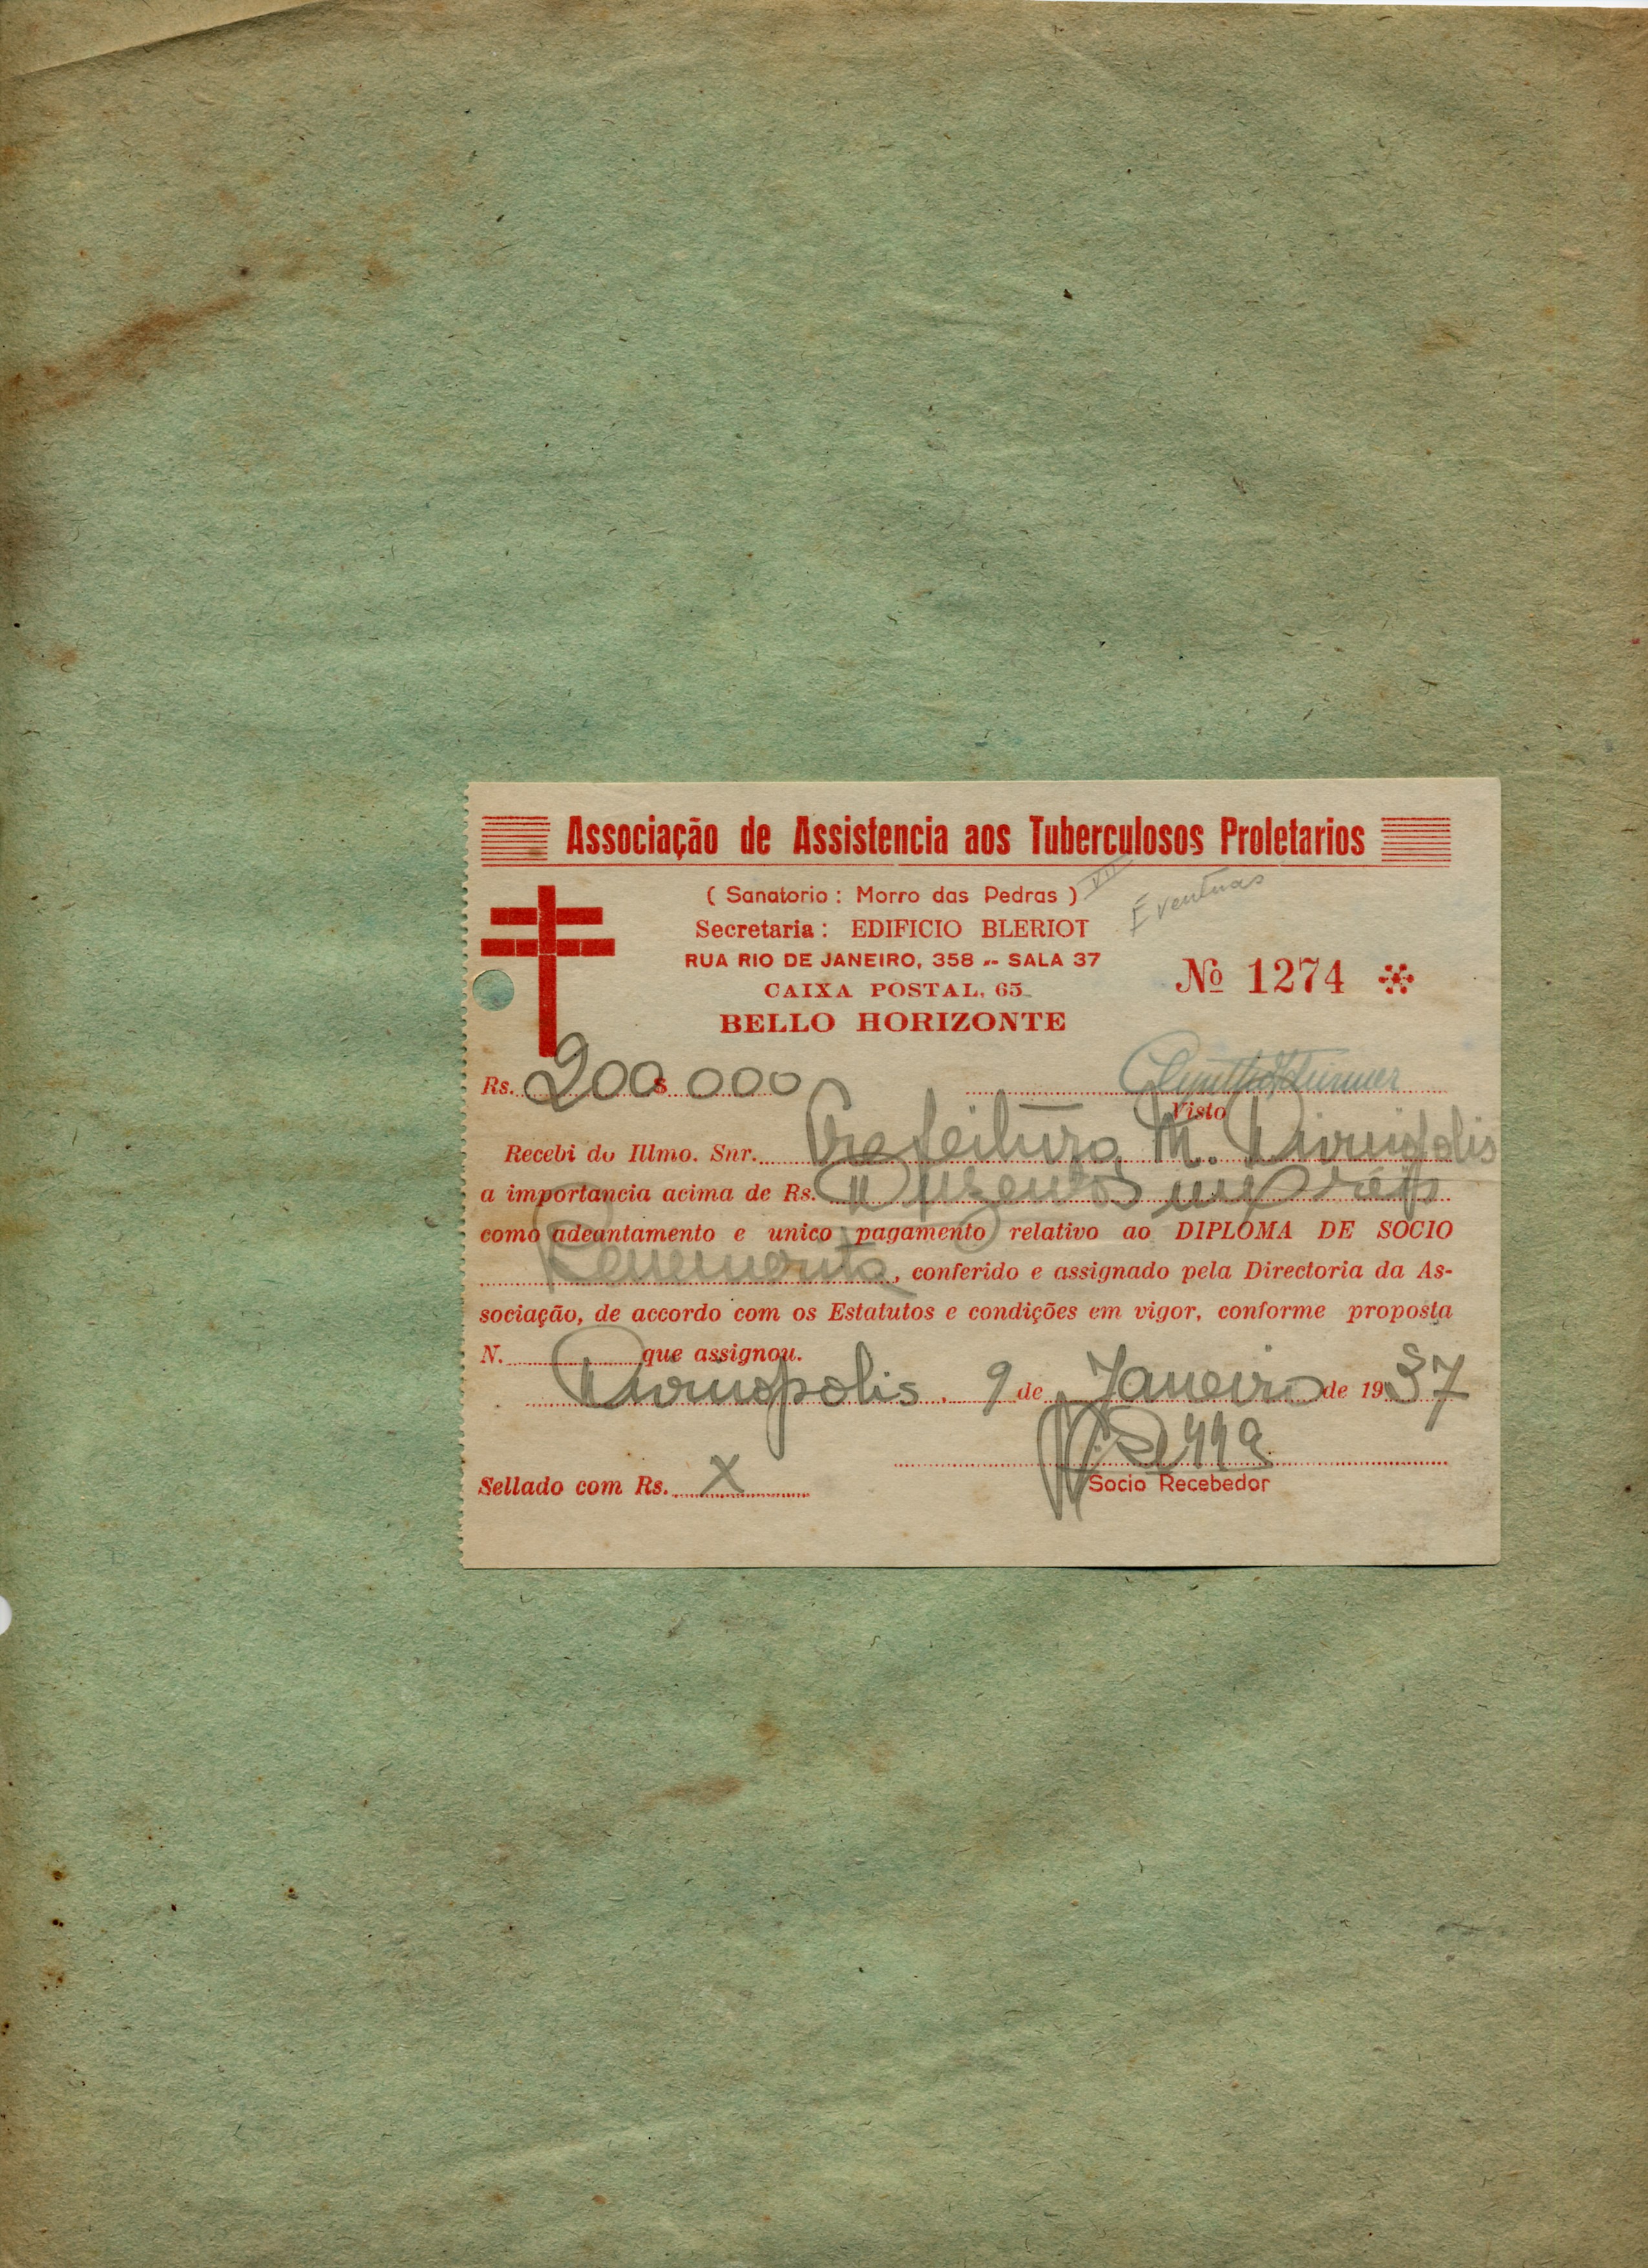 Associação de Assistencia aos Tuberculosos Proletarios
( Sanatorio : Morro das Pedras ) VII
Eventuas
Secretaria : EDIFICIO BLERIOT
RUA RIO DE JANEIRO, 358 -- SALA 37
CAIXA POSTAL, 65
Nº 1274
BELLO HORIZONTE
Rs. 200$000
Visto
Recebi do Illmo. Snr. Prefeitura M. Divinopolis
a importancia acima de Rs. Duzentos mil réis
como adeantamento e unico pagamento relativo ao DIPLOMA DE SOCIO
Benemerita, conferido e assignado pela Directoria da As-
sociação, de accordo com os Estatutos e condições em vigor, conforme proposta
N. que assignou.
Divinopolis, 9 de Janeiro de 1937
Sellado com Rs. X
Socio Recebedor